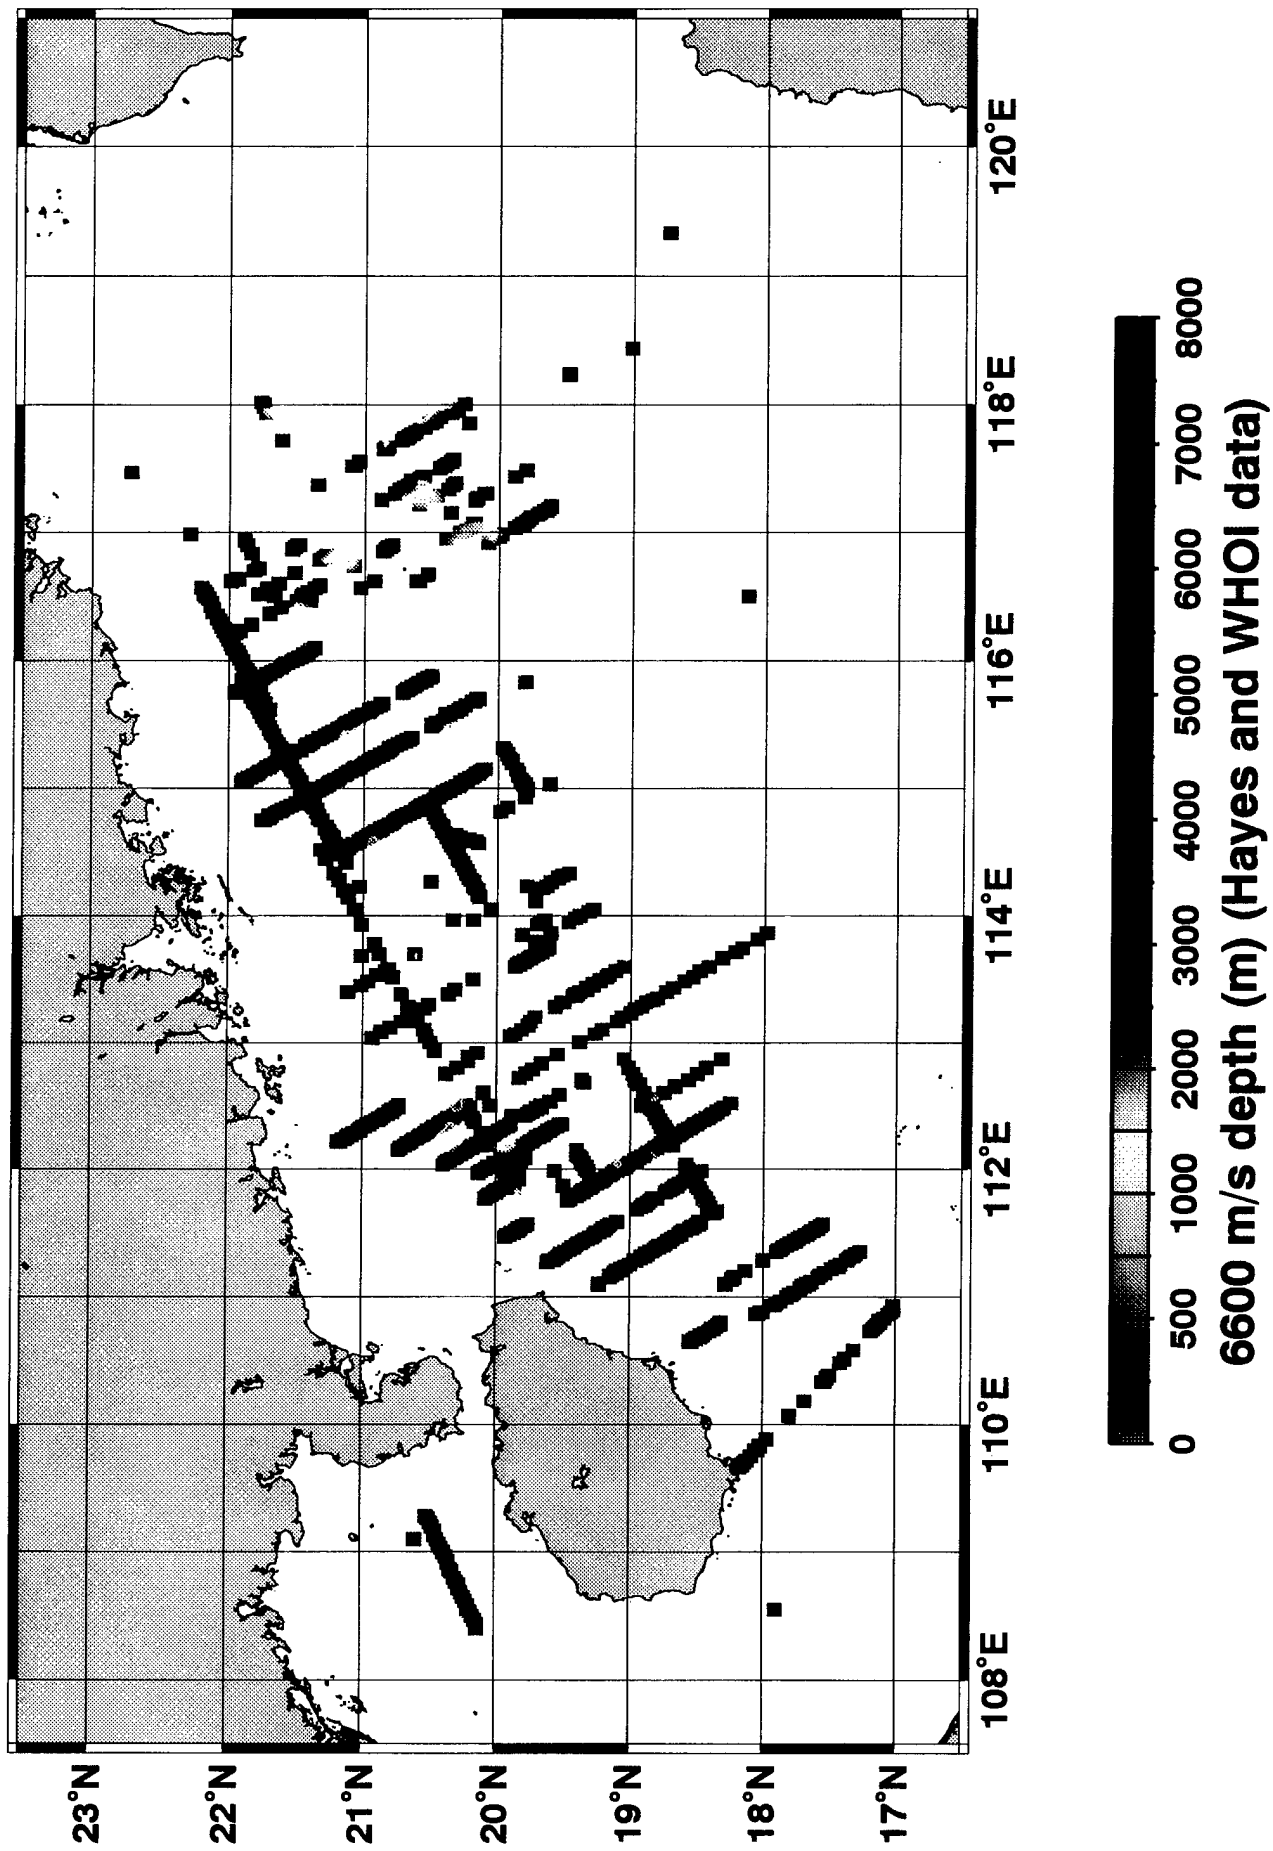 23°N
22°N
21°N
20°N
19°N
18°N
17°N
108°E
110°E
112°E
114°E
116°E
118°E
120°E
0
500
1000
2000
3000
4000
5000
6000
7000
8000
6600 m/s depth (m) (Hayes and WHOI data)